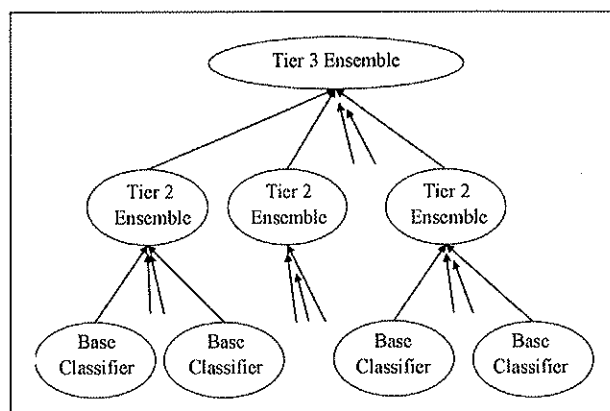 Tier 3 Ensemble
Tier 2
Ensemble
Tier 2
Ensemble
Tier 2
Ensemble
Base
Classifier
Base
Classifier
Base
Classifier
Base
Classifier